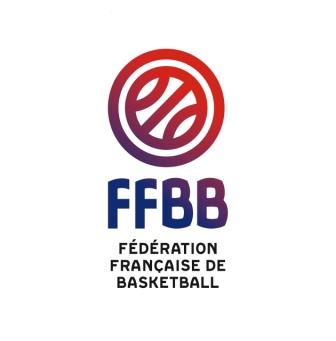 FFBB
FÉDÉRATION
FRANÇAISE DE
BASKETBALL